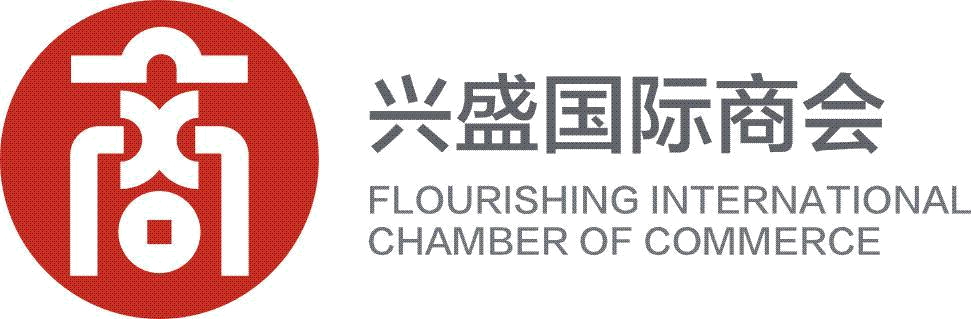 商
兴盛国际商会
FLOURISHING INTERNATIONAL
CHAMBER OF COMMERCE